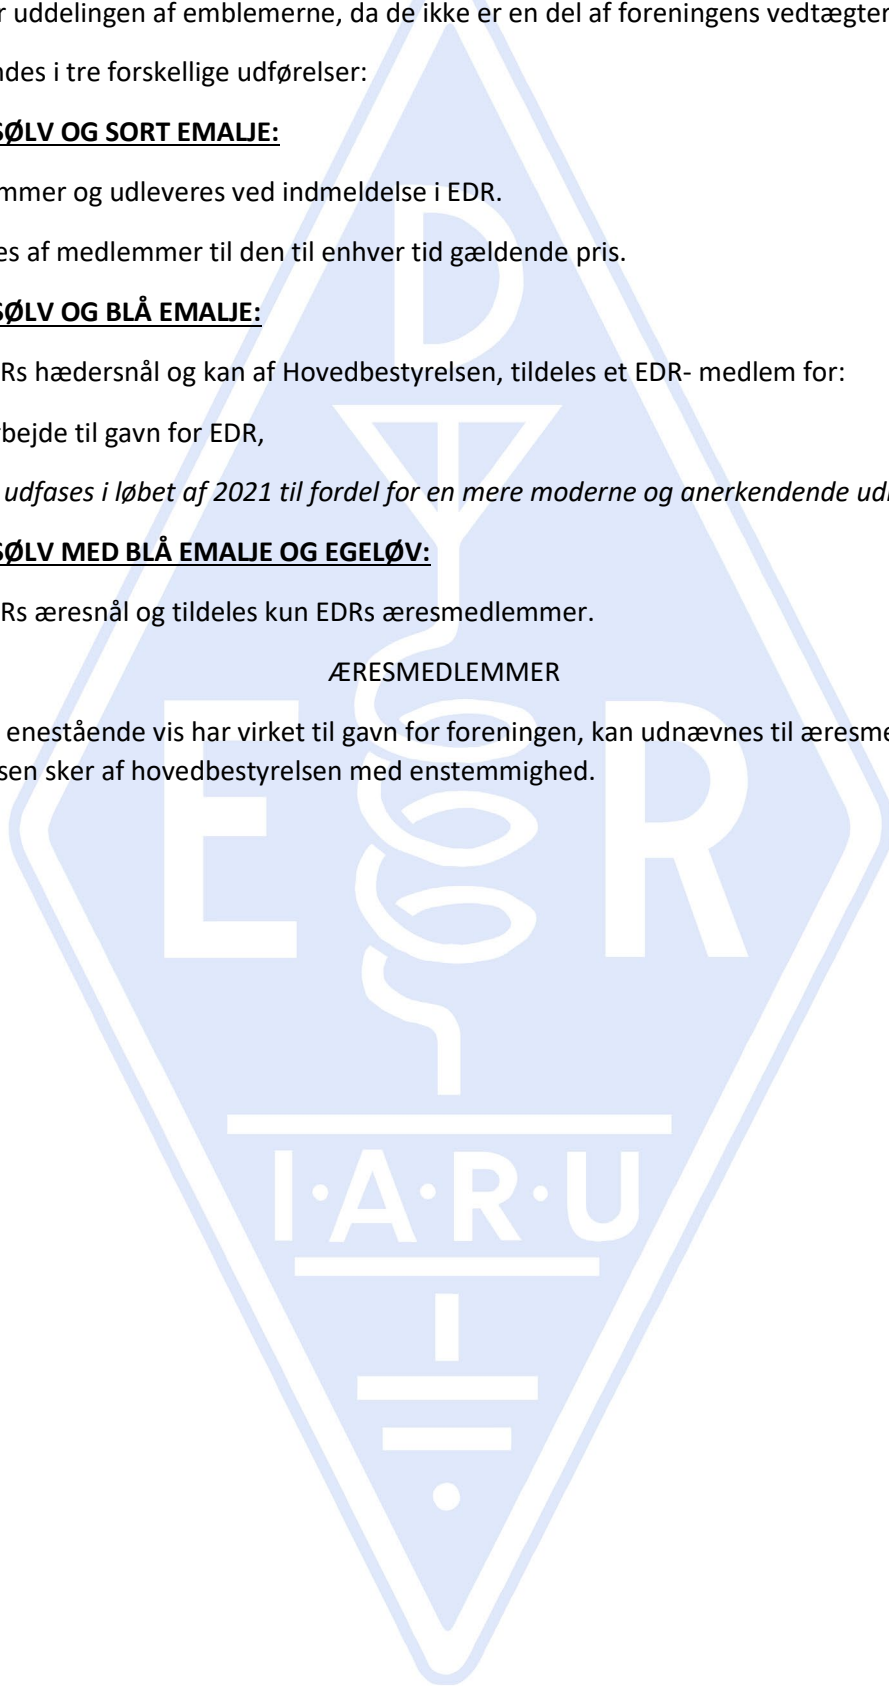 r uddelingen af emblemerne, da de ikke er en del af foreningens vedtægter
ndes i tre forskellige udførelser:
SØLV OG SORT EMALJE:
mmer og udleveres ved indmeldelse i EDR.
es af medlemmer til den til enhver tid gældende pris.
SØLV OG BLÅ EMALJE:
Rs hædersnål og kan af Hovedbestyrelsen, tildeles et EDR- medlem for:
bejde til gavn for EDR,
udfases i løbet af 2021 til fordel for en mere moderne og anerkendende ud
SØLV MED BLÅ EMALJE OG EGELØV:
Rs æresnål og tildeles kun EDRs æresmedlemmer.
ÆRESMEDLEMMER
enestående vis har virket til gavn for foreningen, kan udnævnes til æresme
sen sker af hovedbestyrelsen med enstemmighed.
D
E R
I·A·R·U